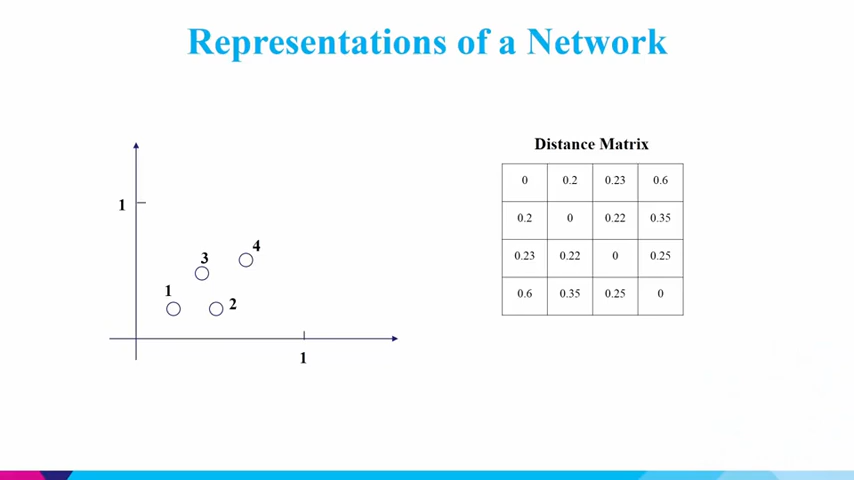 Representations of a Network
1
3
4
1
2
1
Distance Matrix
0 0.2 0.23 0.6
0.2 0 0.22 0.35
0.23 0.22 0 0.25
0.6 0.35 0.25 0